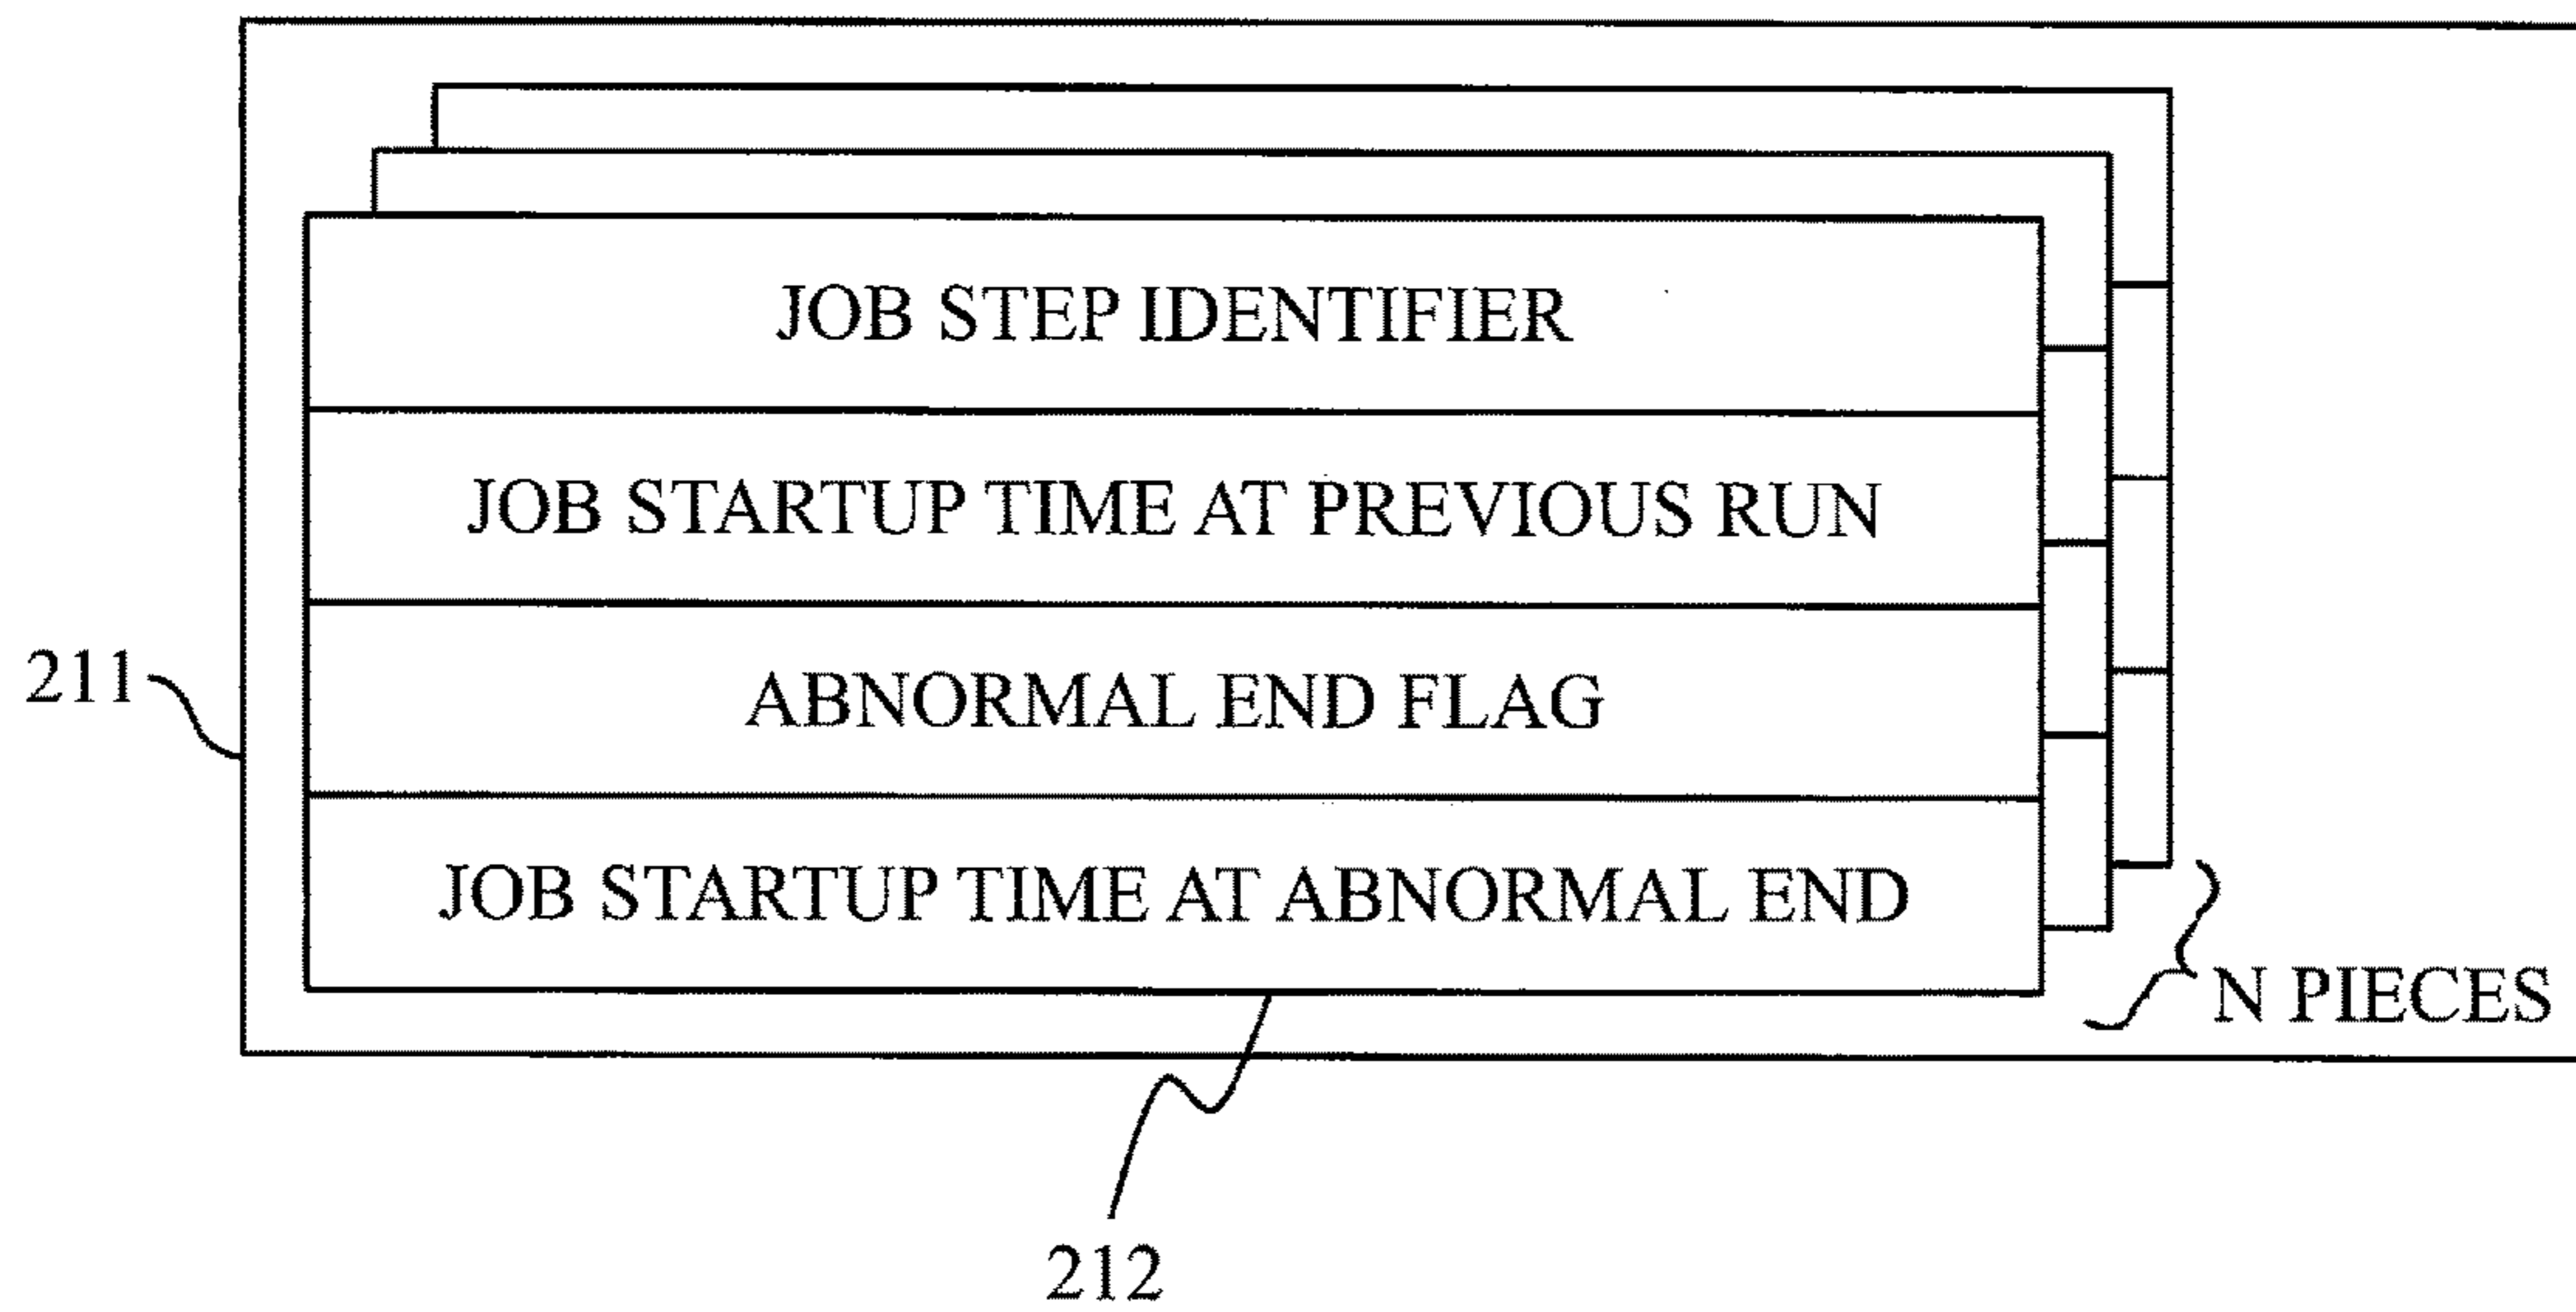 JOB STEP IDENTIFIER
JOB STARTUP TIME AT PREVIOUS RUN
ABNORMAL END FLAG
211
JOB STARTUP TIME AT ABNORMAL END
N PIECES
212